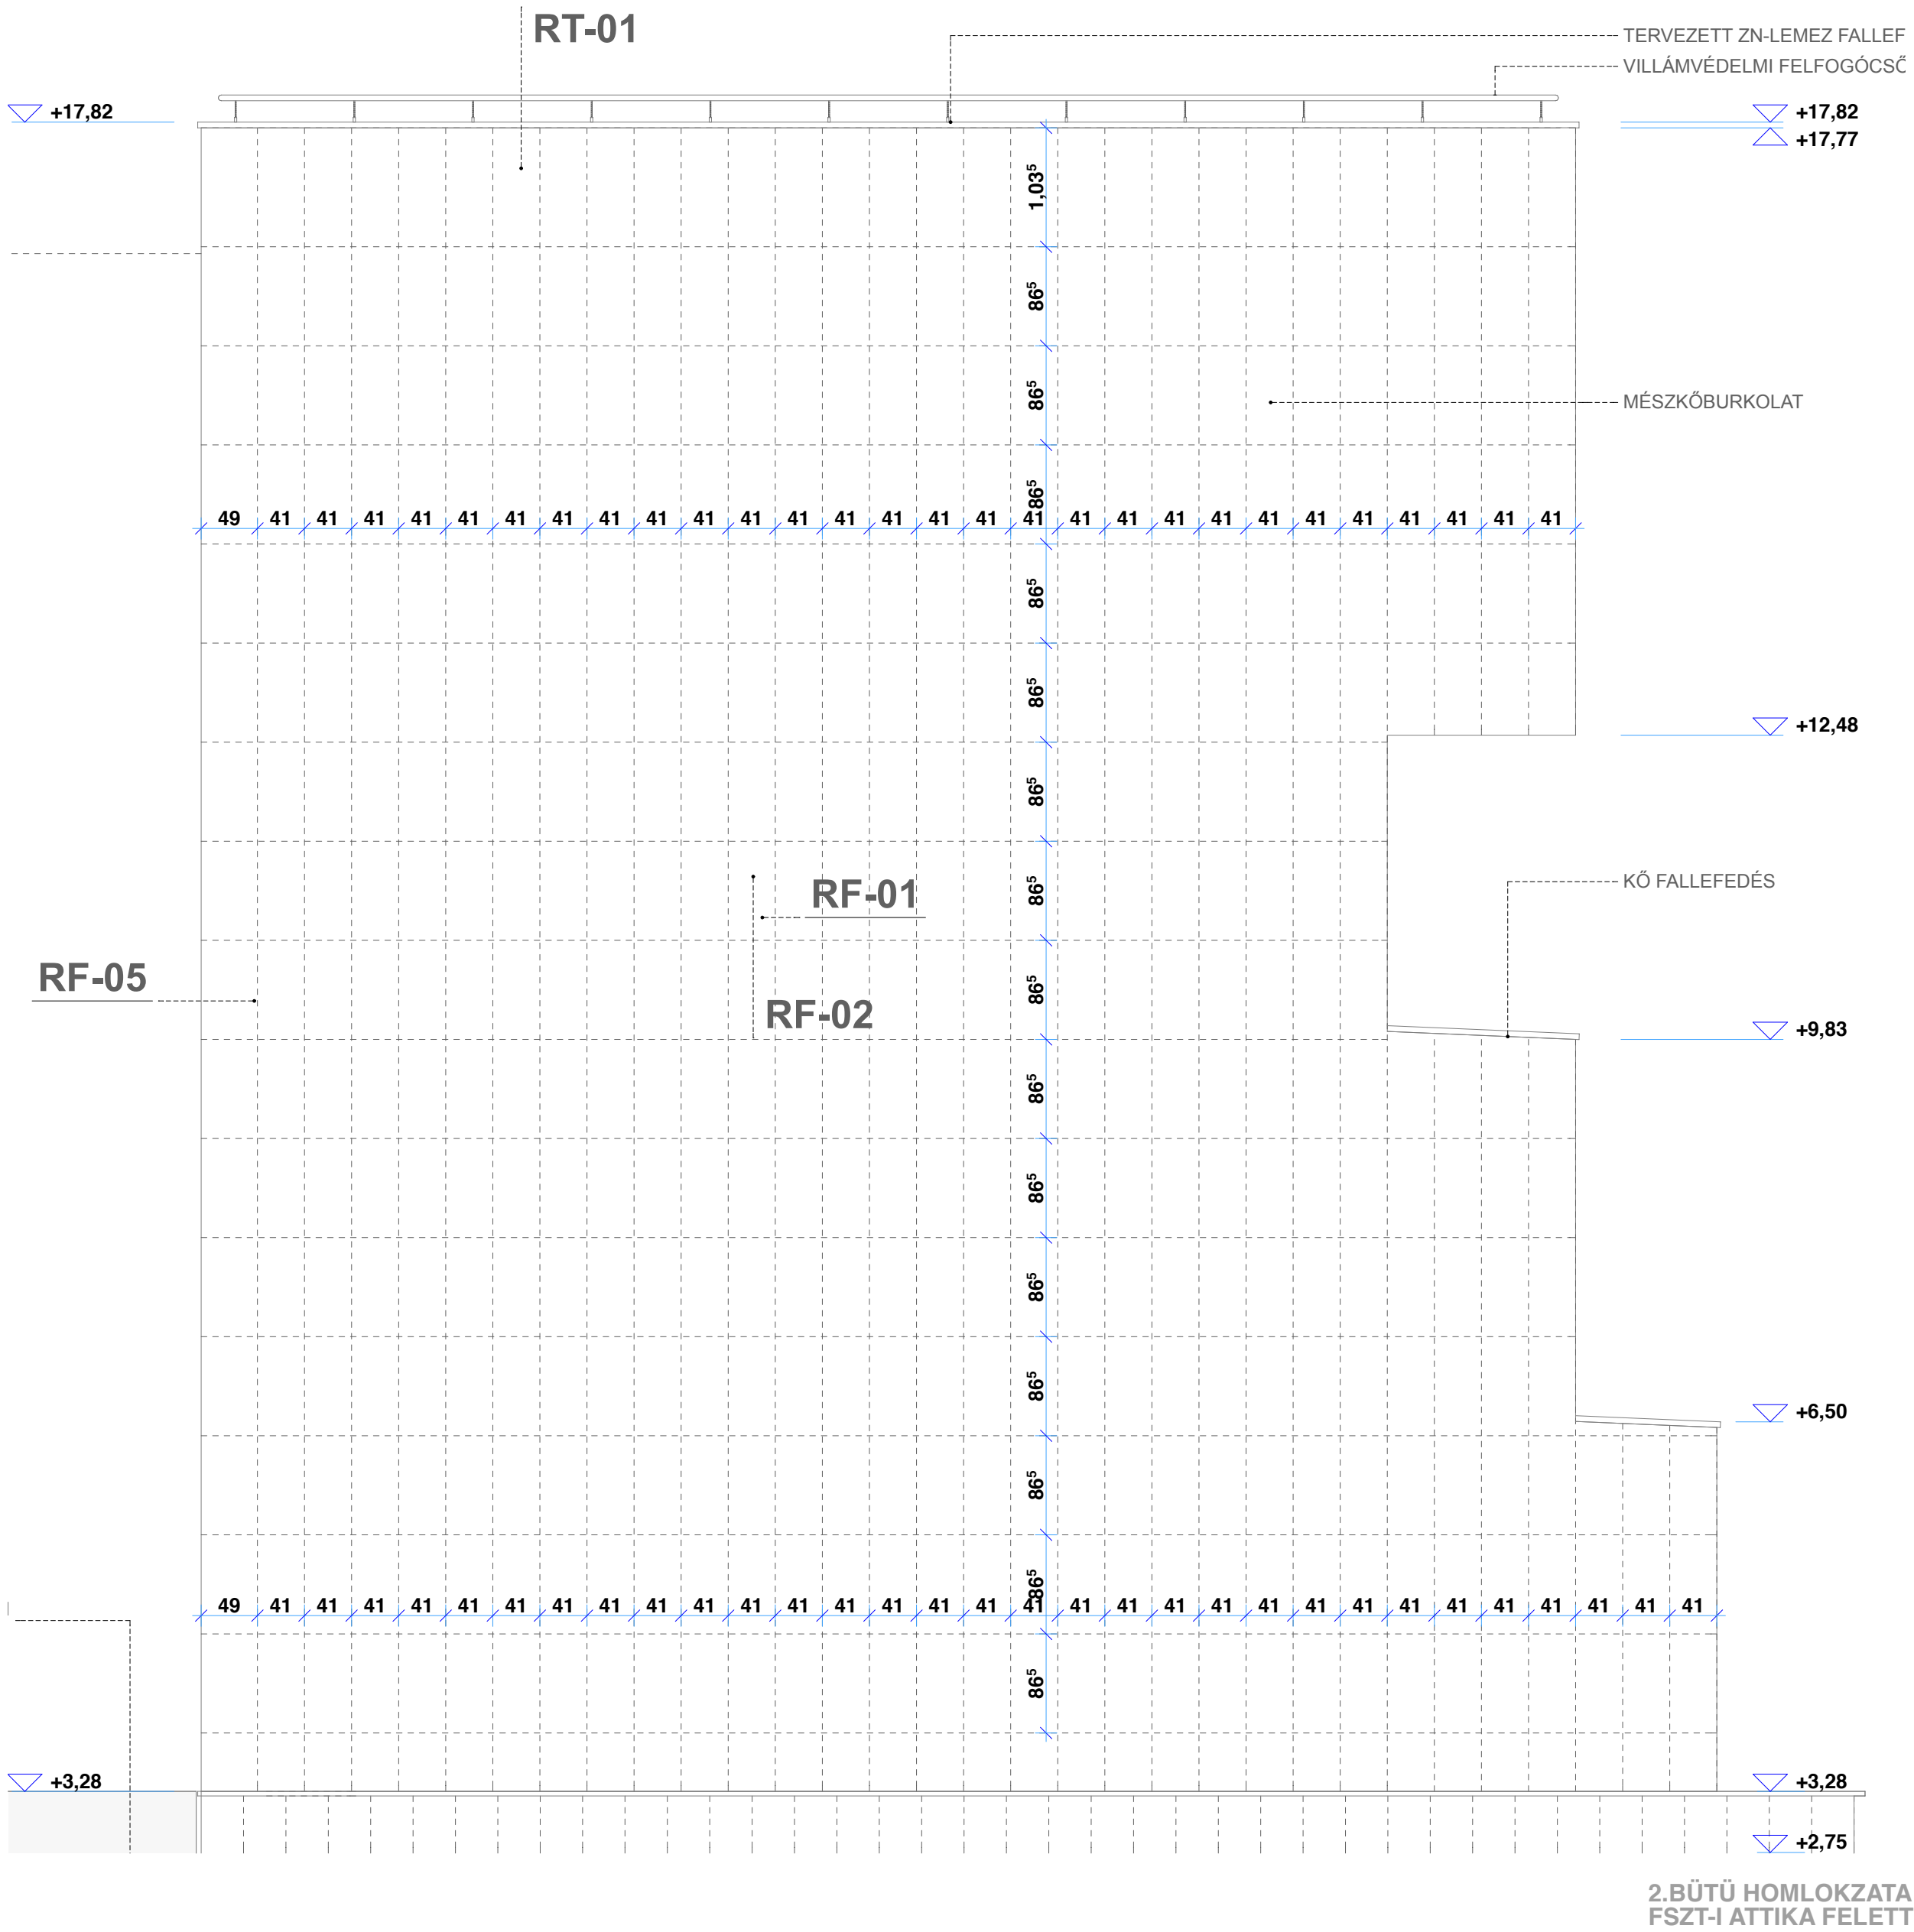 RT-01
TERVEZETT ZN-LEMEZ FALLEF
VILLÁMVÉDELMI FELFOGÓCSŐ
+17,82
+17,82
+17,77
1,03⁵
86⁵
86⁵
MÉSZKŐBURKOLAT
86⁵
49 41 41 41 41 41 41 41 41 41 41 41 41 41 41 41 41 41 41 41 41 41 41 41 41 41 41 41 41
86⁵
86⁵
+12,48
86⁵
KŐ FALLEFEDÉS
86⁵
RF-01
RF-05
86⁵
RF-02
+9,83
86⁵
86⁵
86⁵
86⁵
+6,50
86⁵
86⁵
49 41 41 41 41 41 41 41 41 41 41 41 41 41 41 41 41 41 41 41 41 41 41 41 41 41 41 41 41 41 41 41
86⁵
+3,28
+3,28
+2,75
2.BÜTÜ HOMLOKZATA
FSZT-I ATTIKA FELETT